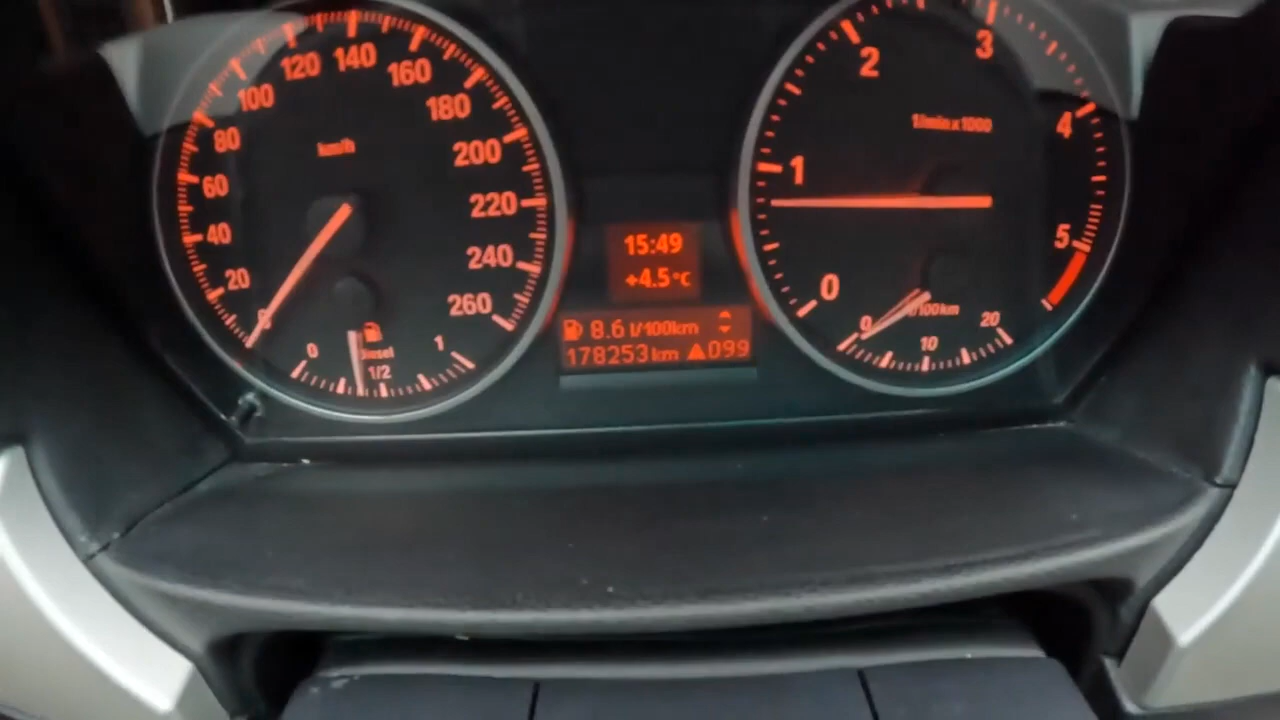 120 140 160
100 180
80 200
60 220
40 240
20 260
km/h
0 1/2 1
diesel
15:49
+4.5°C
8.6 l/100km
178253km ▲099
0 1 2 3 4 5
1/minx1000
0 10 20
/100km